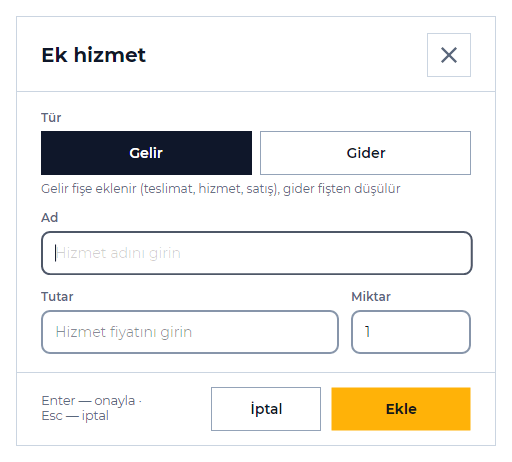 Ek hizmet
Tür
Gelir
Gider
Gelir fişe eklenir (teslimat, hizmet, satış), gider fişten düşülür
Ad
Hizmet adını girin
Tutar
Miktar
Hizmet fiyatını girin
1
Enter — onayla ·
Esc — iptal
İptal
Ekle